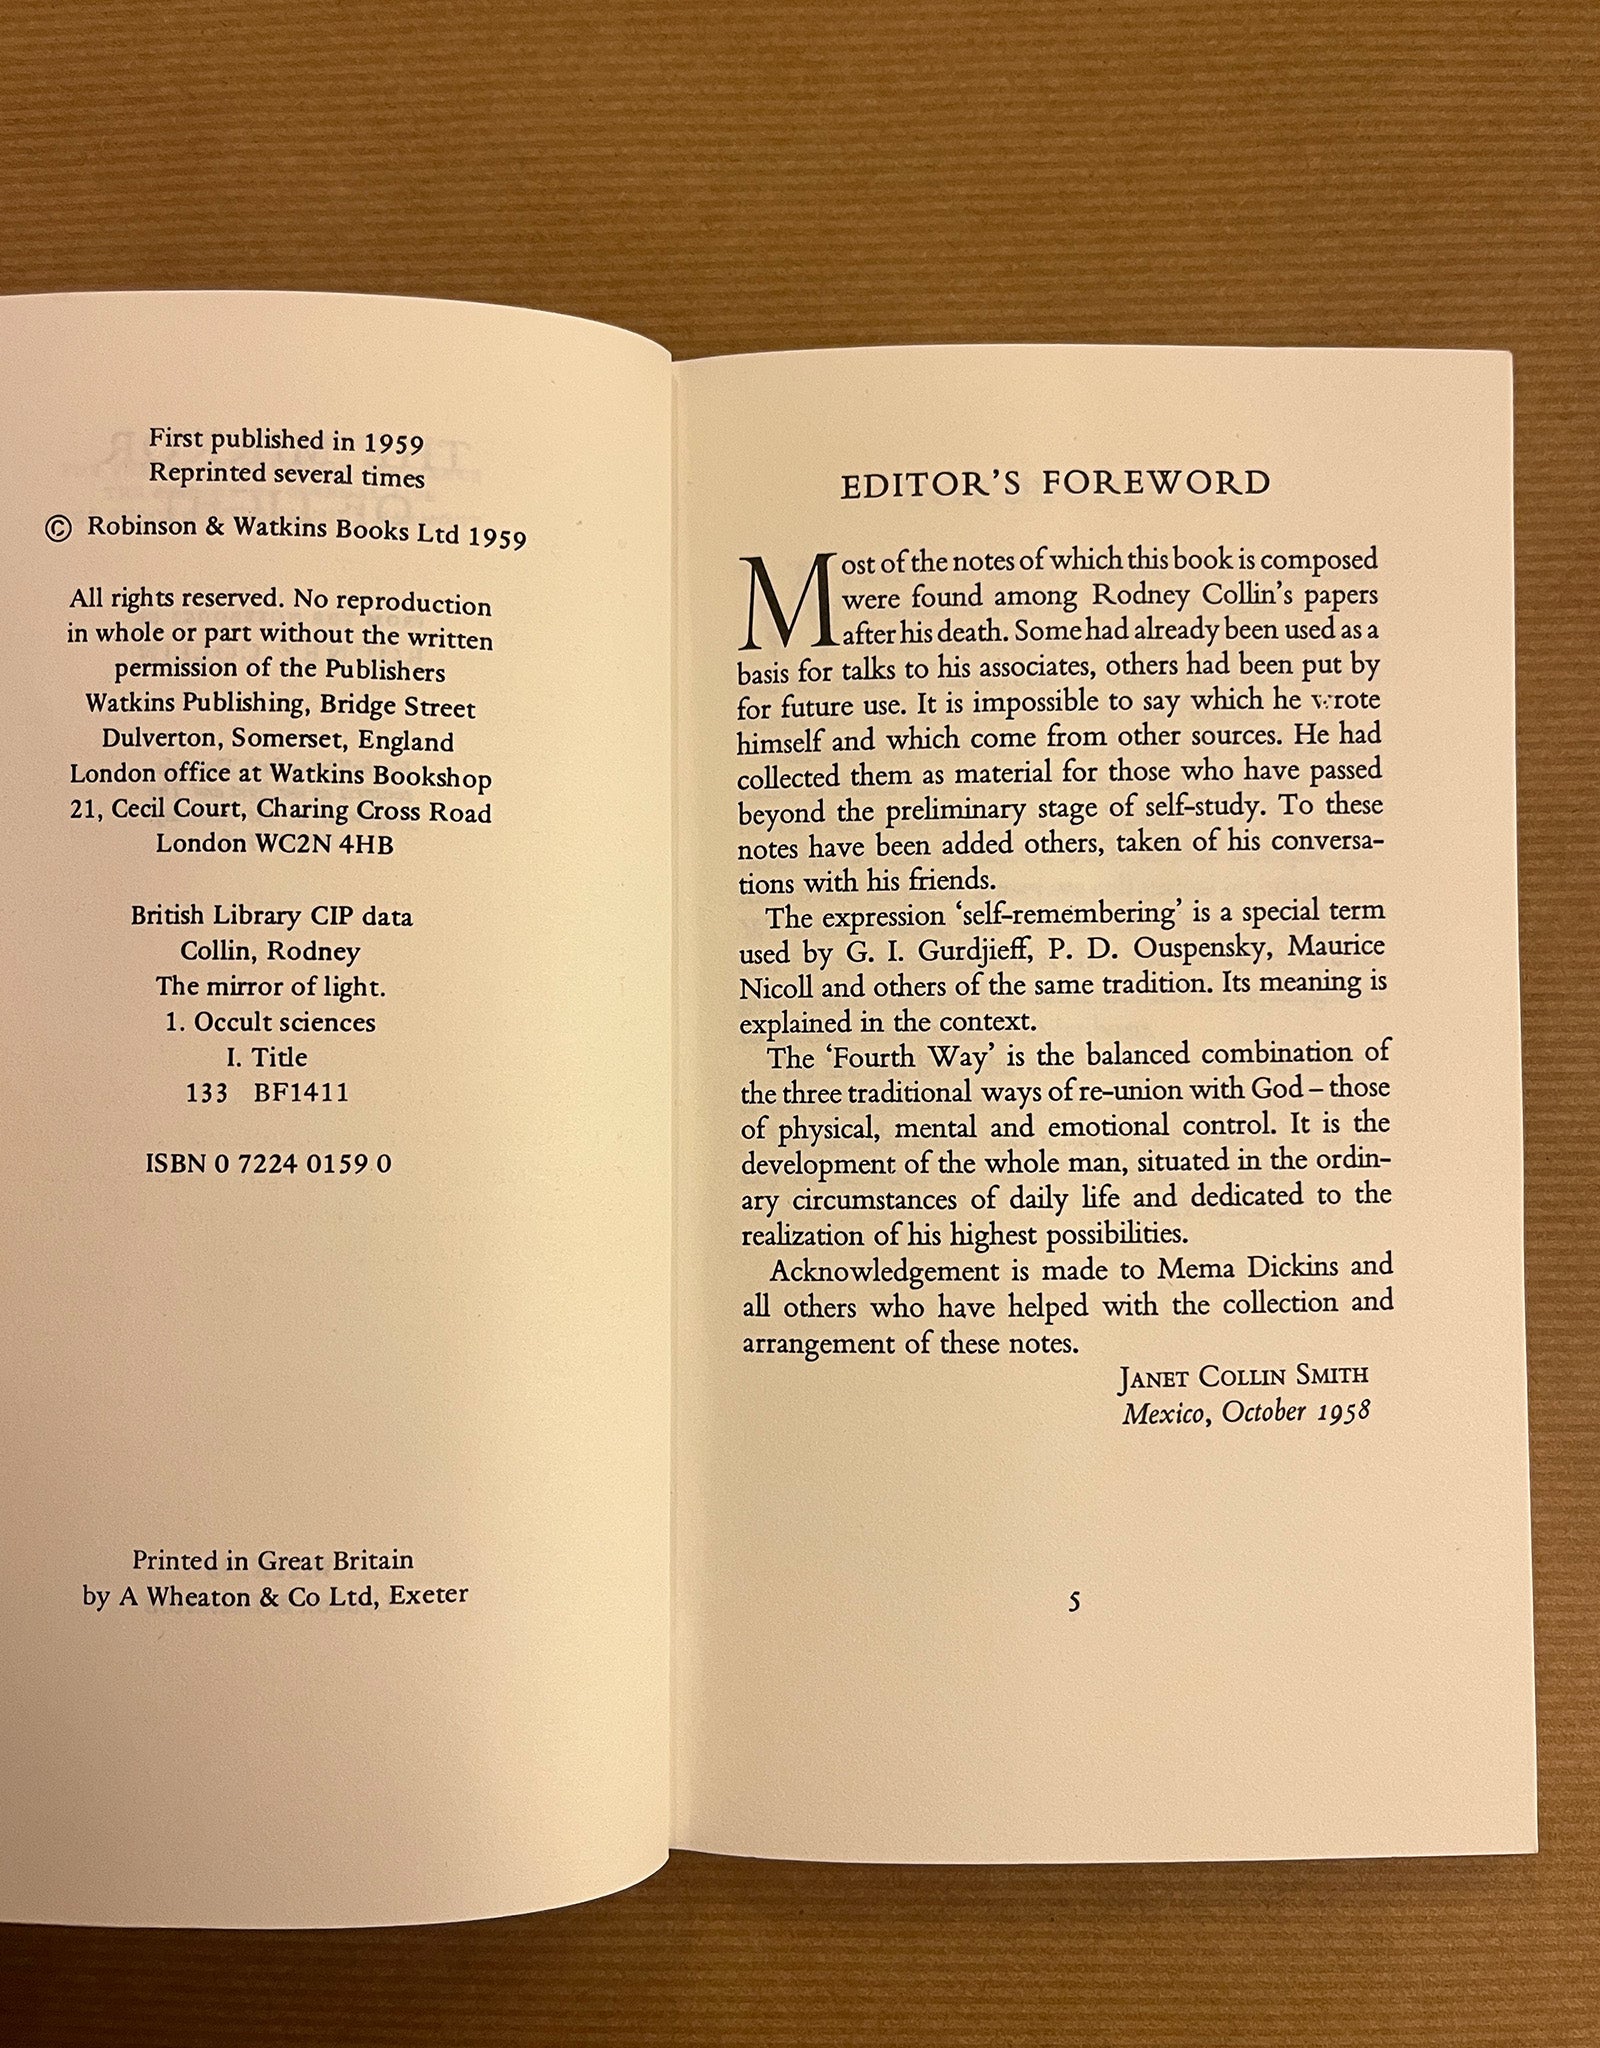 First published in 1959
Reprinted several times
© Robinson & Watkins Books Ltd 1959
All rights reserved. No reproduction
in whole or part without the written
permission of the Publishers
Watkins Publishing, Bridge Street
Dulverton, Somerset, England
London office at Watkins Bookshop
21, Cecil Court, Charing Cross Road
London WC2N 4HB
British Library CIP data
Collin, Rodney
The mirror of light.
1. Occult sciences
I. Title
133 BF1411
ISBN 0 7224 0159 0
Printed in Great Britain
by A Wheaton & Co Ltd, Exeter
EDITOR'S FOREWORD
Most of the notes of which this book is composed
were found among Rodney Collin's papers
after his death. Some had already been used as a
basis for talks to his associates, others had been put by
for future use. It is impossible to say which he wrote
himself and which come from other sources. He had
collected them as material for those who have passed
beyond the preliminary stage of self-study. To these
notes have been added others, taken of his conversa-
tions with his friends.
The expression 'self-remembering' is a special term
used by G. I. Gurdjieff, P. D. Ouspensky, Maurice
Nicoll and others of the same tradition. Its meaning is
explained in the context.
The 'Fourth Way' is the balanced combination of
the three traditional ways of re-union with God – those
of physical, mental and emotional control. It is the
development of the whole man, situated in the ordin-
ary circumstances of daily life and dedicated to the
realization of his highest possibilities.
Acknowledgement is made to Mema Dickins and
all others who have helped with the collection and
arrangement of these notes.
JANET COLLIN SMITH
Mexico, October 1958
5